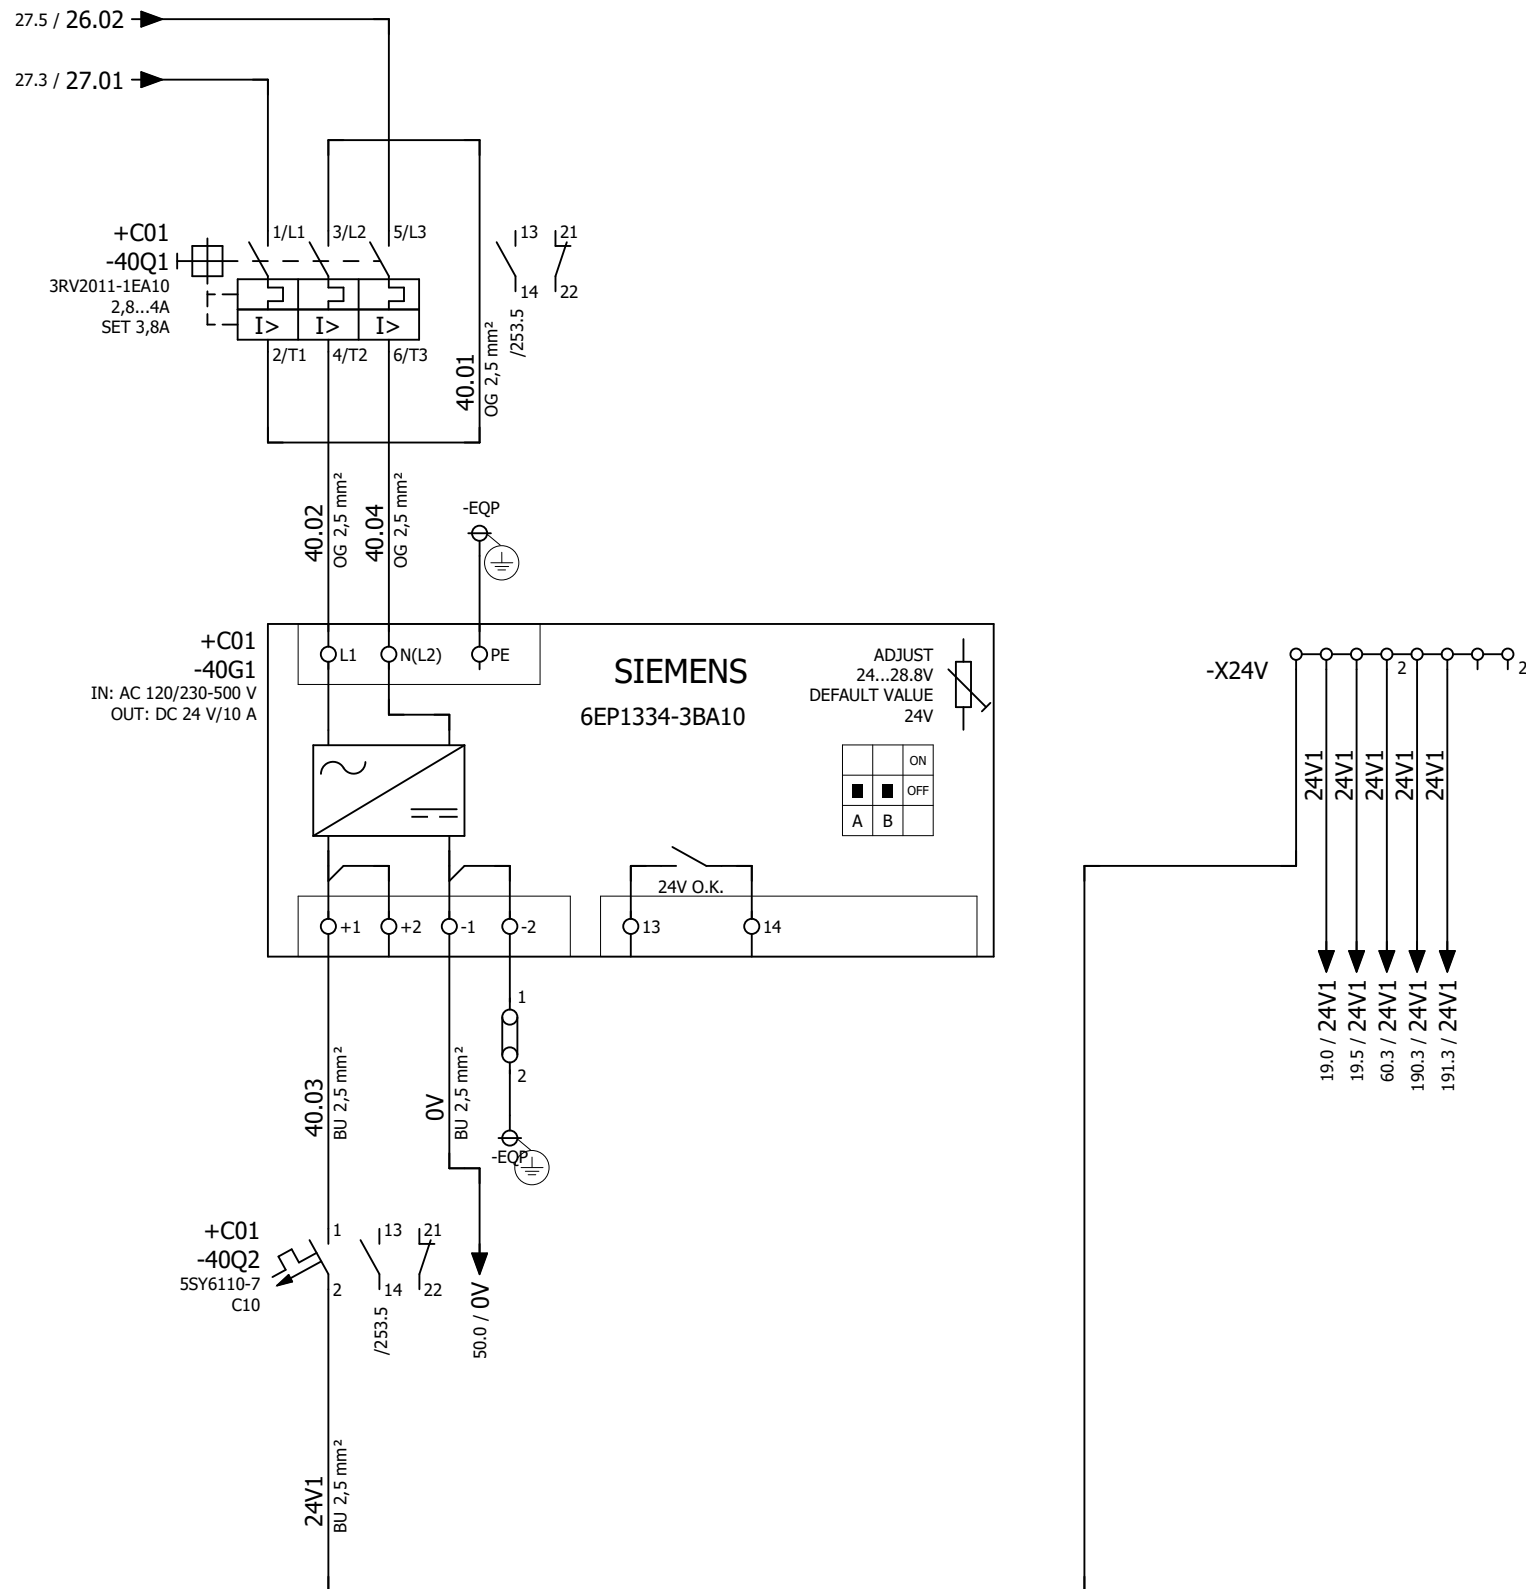 27.5 / 26.02
27.3 / 27.01
+C01
-40Q1
3RV2011-1EA10
2,8...4A
SET 3,8A
1/L1 3/L2 5/L3
13 21
14 22
/253.5
I> I> I>
2/T1 4/T2 6/T3
40.01
OG 2,5 mm²
40.02
OG 2,5 mm²
40.04
OG 2,5 mm²
-EQP
+C01
-40G1
IN: AC 120/230-500 V
OUT: DC 24 V/10 A
L1 N(L2) PE
SIEMENS
6EP1334-3BA10
ADJUST
24...28.8V
DEFAULT VALUE
24V
ON
OFF
A B
24V O.K.
+1 +2 -1 -2 13 14
-X24V
2 2
24V1 24V1 24V1 24V1 24V1
19.0 / 24V1
19.5 / 24V1
60.3 / 24V1
190.3 / 24V1
191.3 / 24V1
1
2
40.03
BU 2,5 mm²
0V
BU 2,5 mm²
-EQP
+C01
-40Q2
5SY6110-7
C10
1 13 21
2 14 22
/253.5
50.0 / 0V
24V1
BU 2,5 mm²